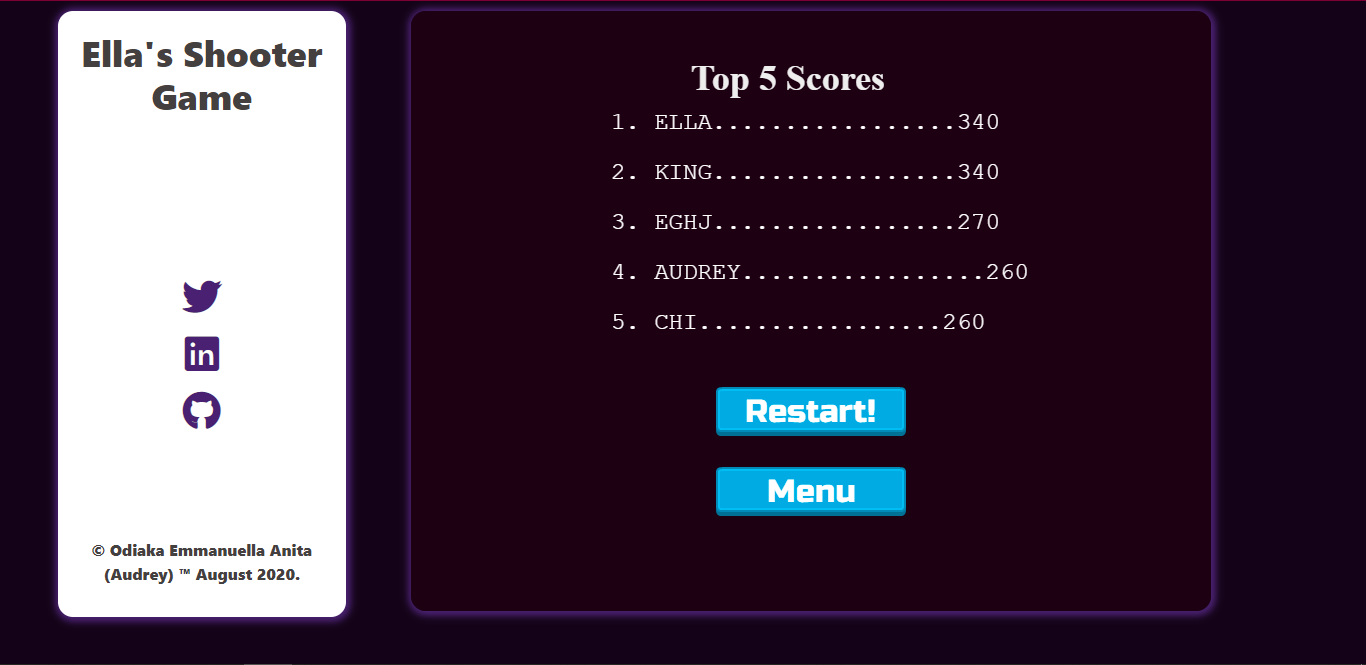 Ella's Shooter
Game
© Odiaka Emmanuella Anita
(Audrey) ™ August 2020.
Top 5 Scores
1. ELLA.................340
2. KING.................340
3. EGHJ.................270
4. AUDREY.................260
5. CHI.................260
Restart!
Menu